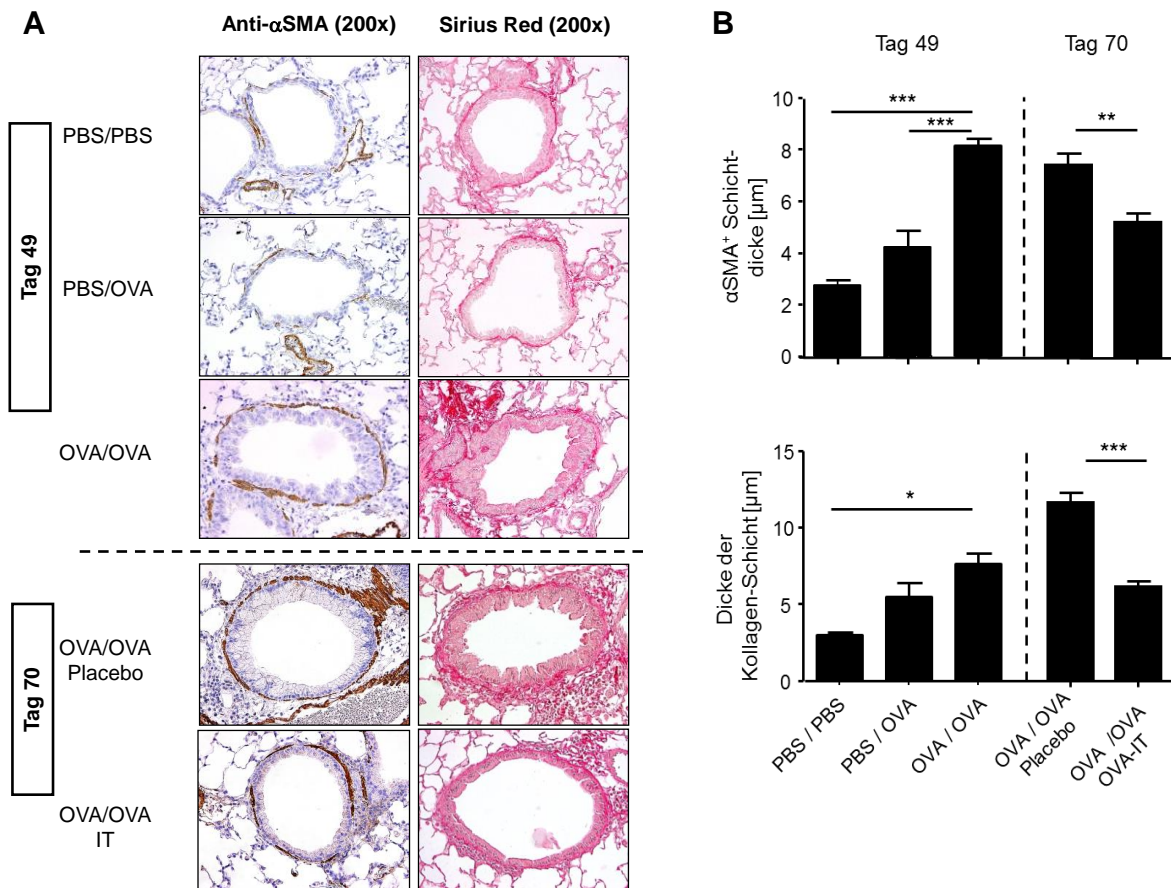 A
Anti-αSMA (200x)
Sirius Red (200x)
Tag 49
PBS/PBS
PBS/OVA
OVA/OVA
Tag 70
OVA/OVA
Placebo
OVA/OVA
IT
B
Tag 49
Tag 70
αSMA⁺ Schicht-
dicke [µm]
10
8
6
4
2
0
***
***
**
Dicke der
Kollagen-Schicht [µm]
15
10
5
0
*
***
PBS / PBS
PBS / OVA
OVA / OVA
OVA / OVA
Placebo
OVA /OVA
OVA-IT